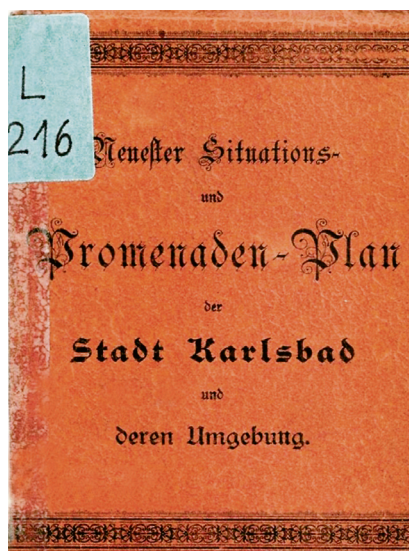 L
216
Neueſter Situations-
und
Promenaden-Plan
der
Stadt Karlsbad
und
deren Umgebung.